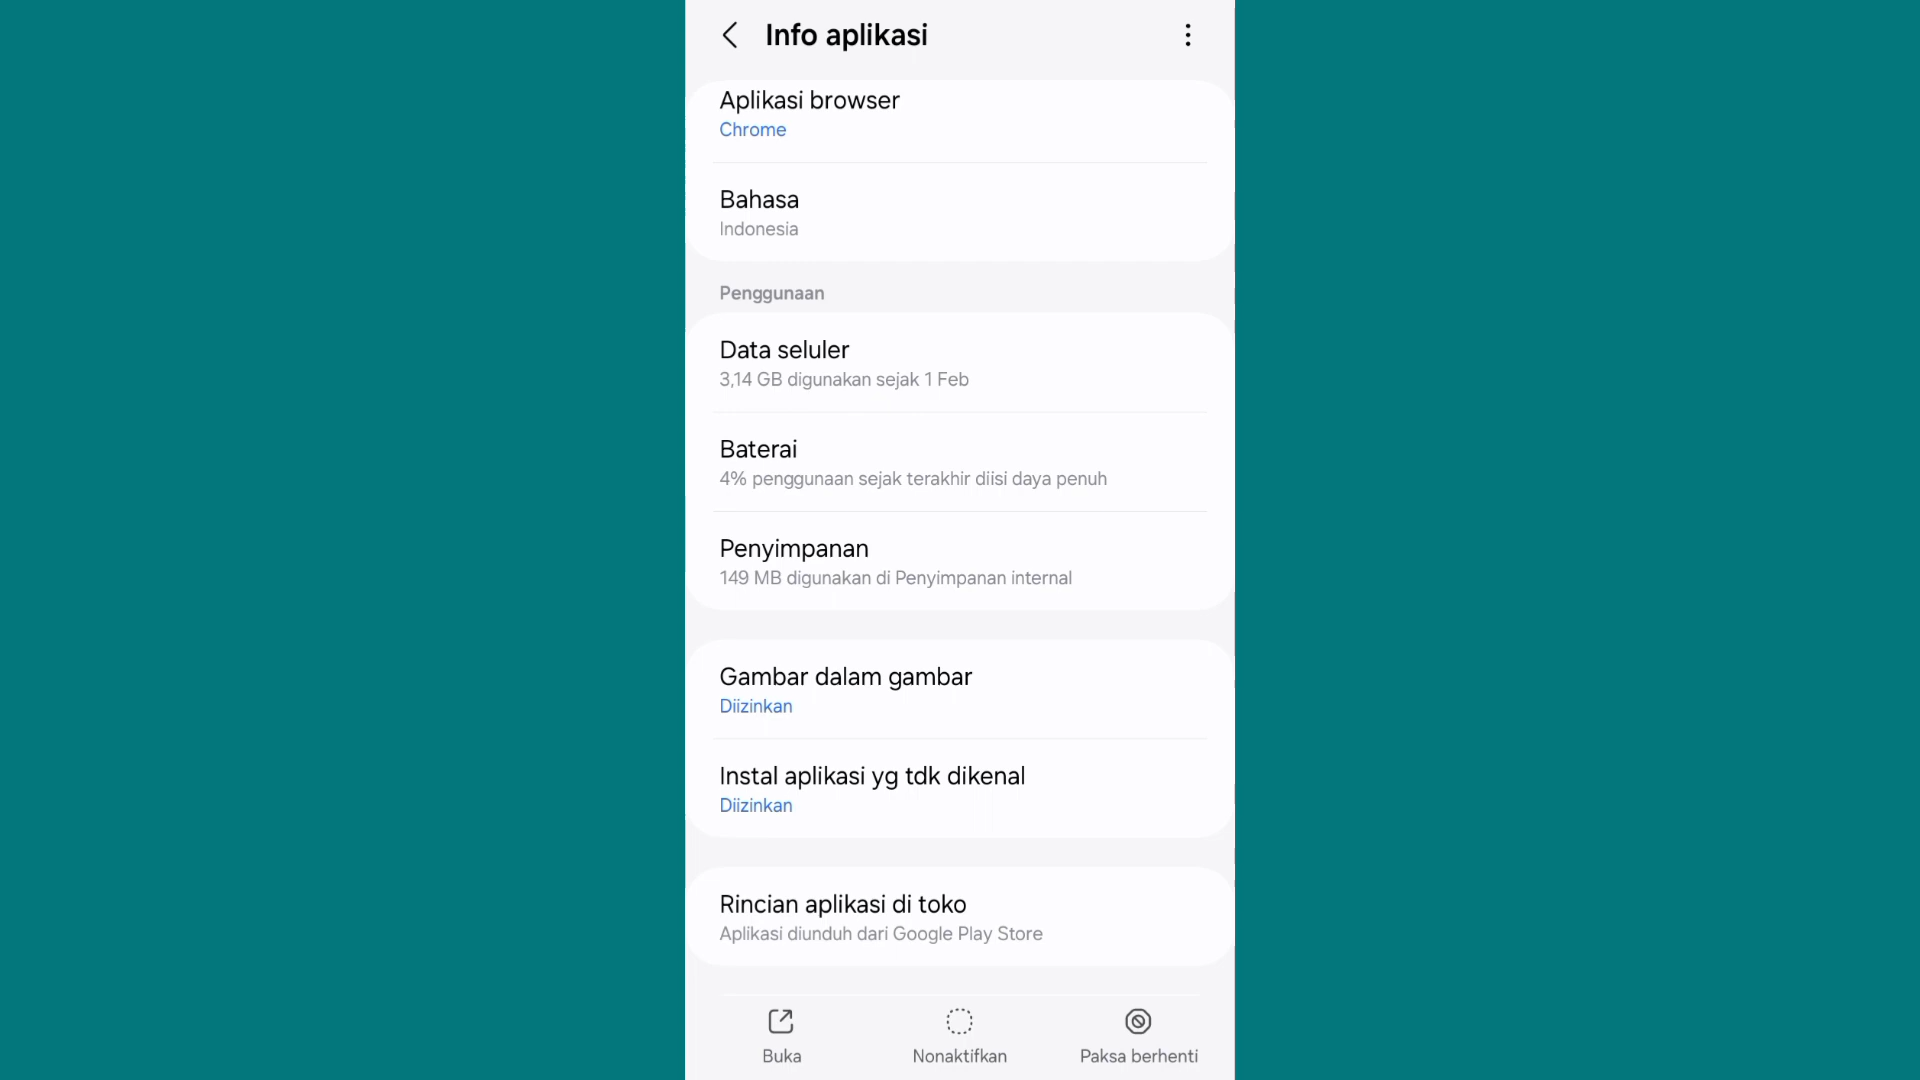 Info aplikasi
Aplikasi browser
Chrome
Bahasa
Indonesia
Penggunaan
Data seluler
3,14 GB digunakan sejak 1 Feb
Baterai
4% penggunaan sejak terakhir diisi daya penuh
Penyimpanan
149 MB digunakan di Penyimpanan internal
Gambar dalam gambar
Diizinkan
Instal aplikasi yg tdk dikenal
Diizinkan
Rincian aplikasi di toko
Aplikasi diunduh dari Google Play Store
Buka
Nonaktifkan
Paksa berhenti